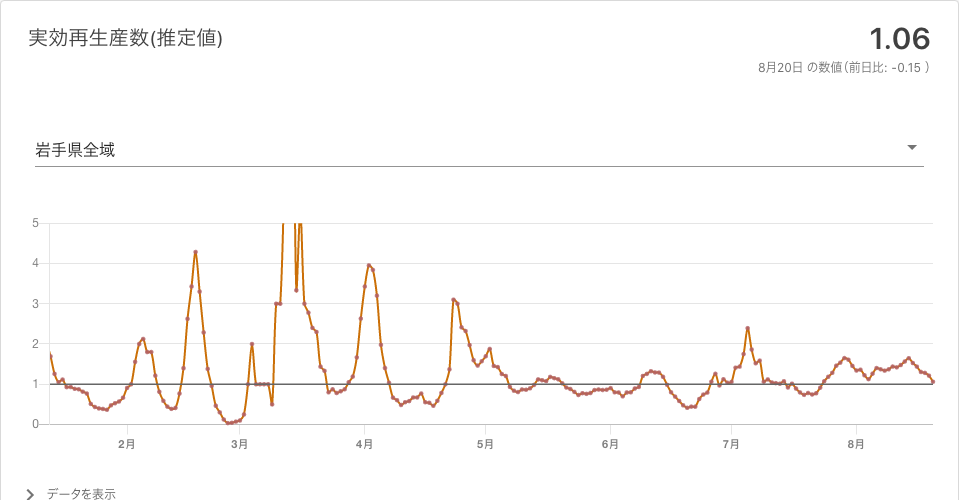 実効再生産数(推定値)
1.06
8月20日 の数値（前日比: -0.15 ）
岩手県全域
5
4
3
2
1
0
2月 3月 4月 5月 6月 7月 8月
データを表示